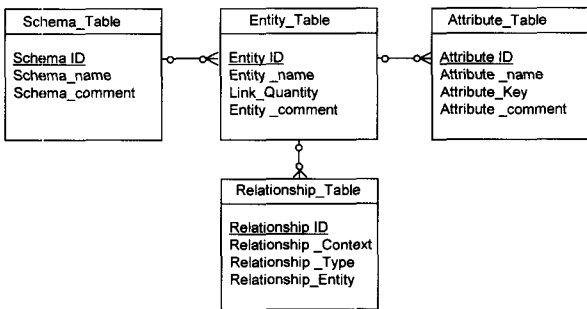 Schema_Table
Schema ID
Schema_name
Schema_comment
Entity_Table
Entity ID
Entity _name
Link_Quantity
Entity _comment
Attribute_Table
Attribute ID
Attribute _name
Attribute_Key
Attribute _comment
Relationship_Table
Relationship ID
Relationship _Context
Relationship _Type
Relationship_Entity